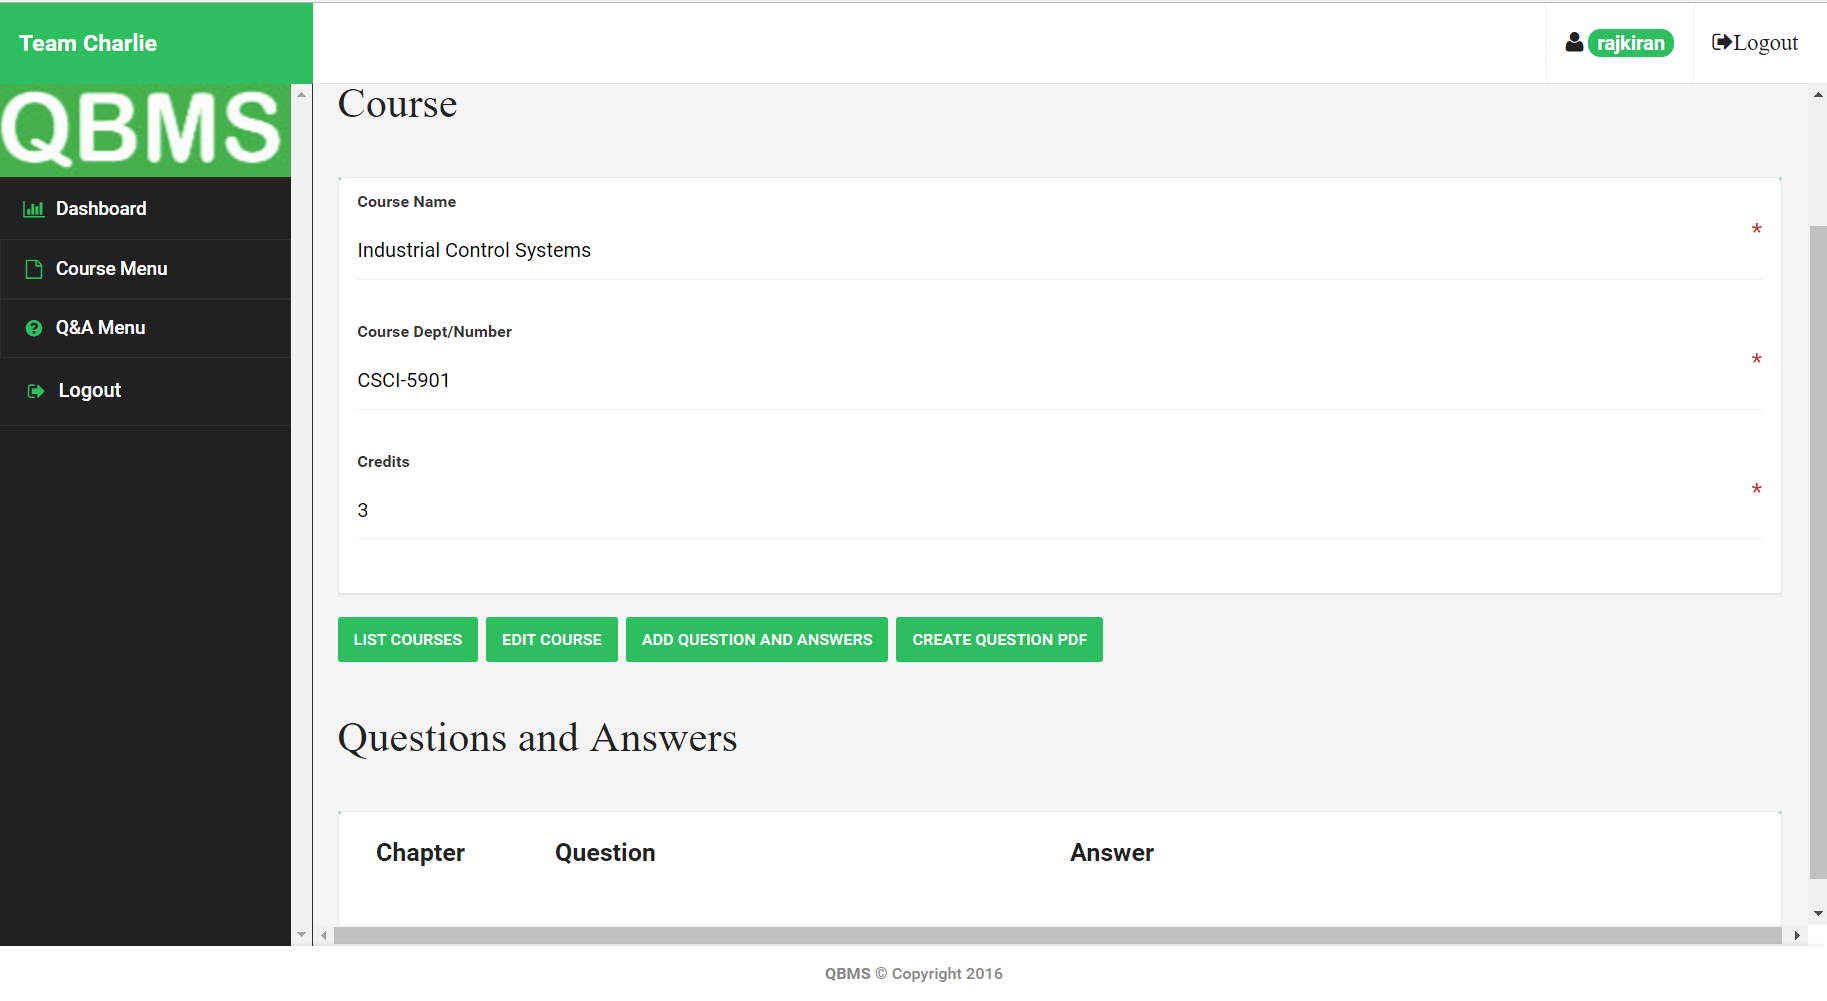 Team Charlie
rajkiran
Logout
QBMS
Dashboard
Course Menu
Q&A Menu
Logout
Course
Course Name
*
Industrial Control Systems
Course Dept/Number
*
CSCI-5901
Credits
*
3
LIST COURSES
EDIT COURSE
ADD QUESTION AND ANSWERS
CREATE QUESTION PDF
Questions and Answers
Chapter Question Answer
QBMS © Copyright 2016